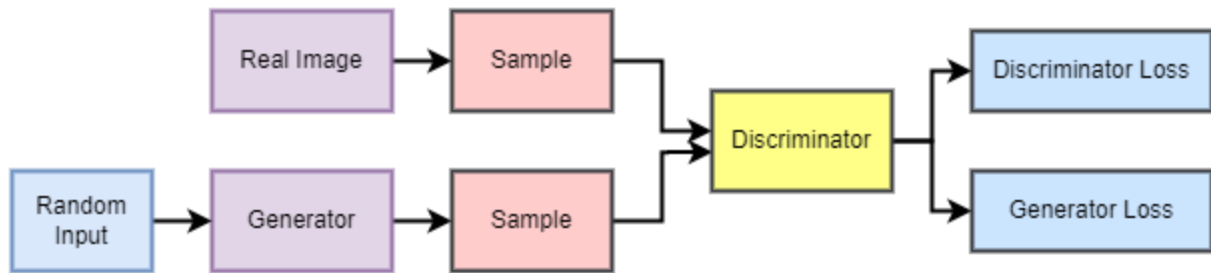 Real Image
Sample
Discriminator Loss
Discriminator
Random
Input
Generator
Sample
Generator Loss